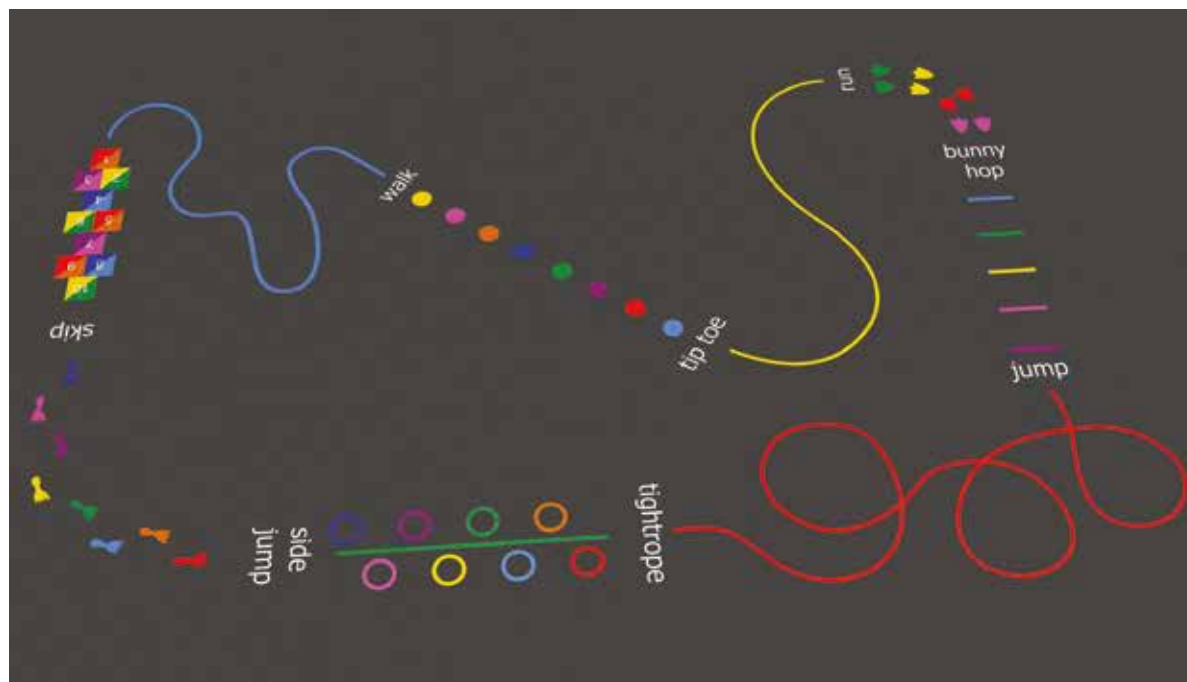 run
bunny
hop
walk
skip
tip toe
jump
tightrope
side
jump